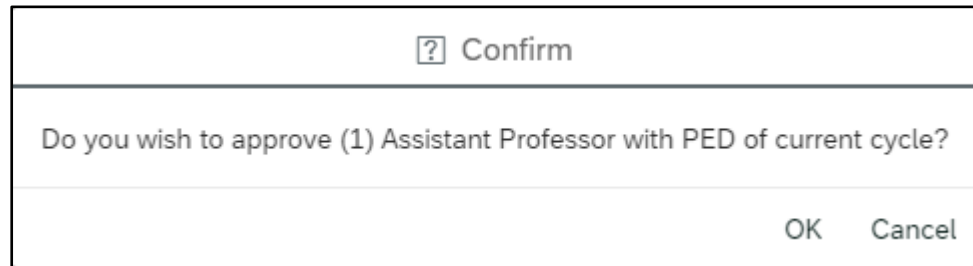 Confirm
Do you wish to approve (1) Assistant Professor with PED of current cycle?
OK Cancel